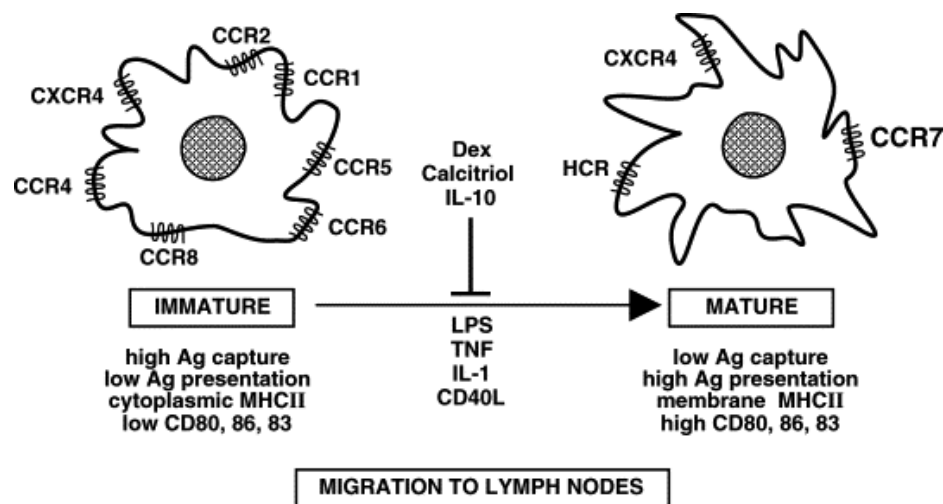 CCR2
CCR1
CXCR4
CCR5
CCR4
CCR6
CCR8
Dex
Calcitriol
IL-10
CXCR4
CCR7
HCR
IMMATURE
MATURE
LPS
TNF
IL-1
CD40L
high Ag capture
low Ag presentation
cytoplasmic MHCII
low CD80, 86, 83
low Ag capture
high Ag presentation
membrane MHCII
high CD80, 86, 83
MIGRATION TO LYMPH NODES